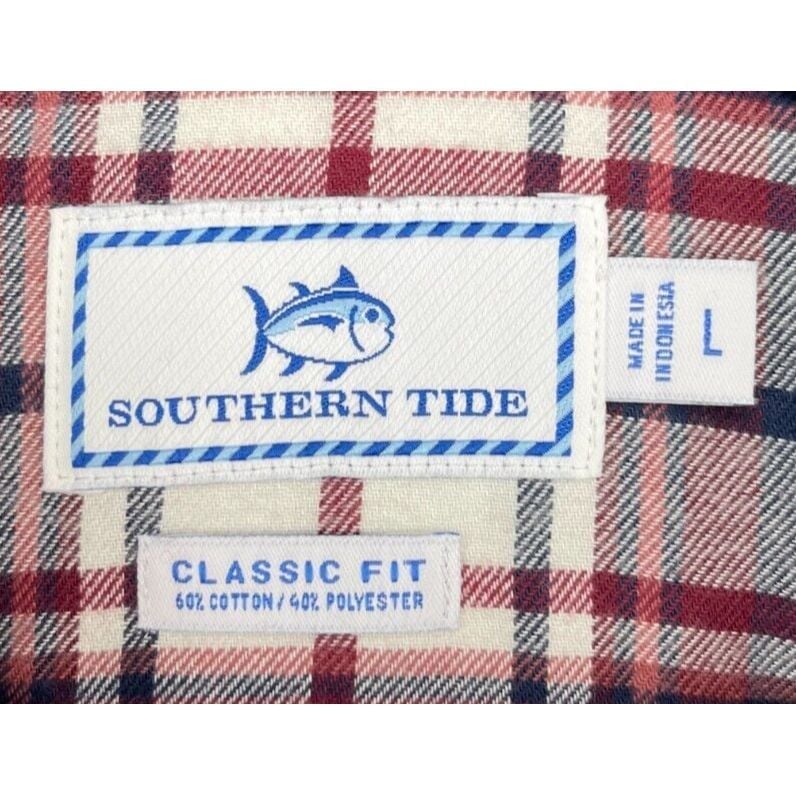 SOUTHERN TIDE
MADE IN
INDONESIA
L
CLASSIC FIT
60% COTTON / 40% POLYESTER